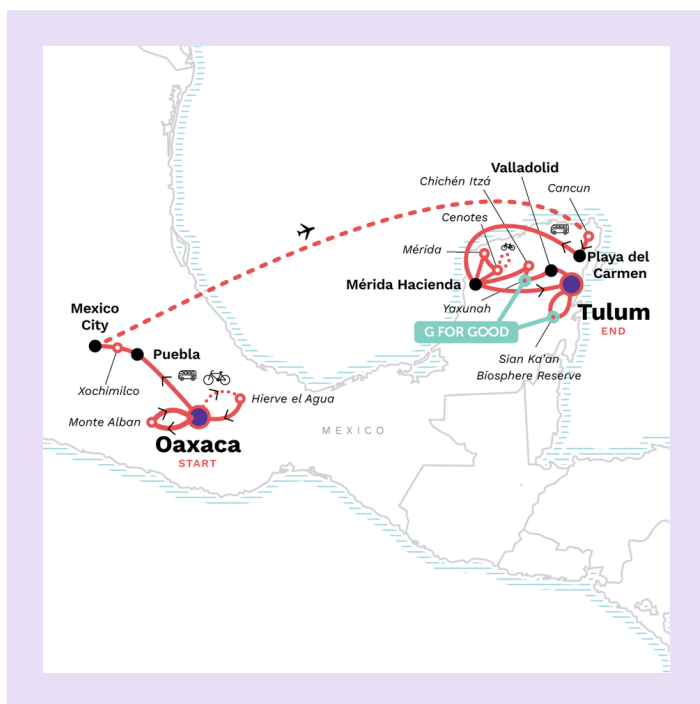 Valladolid
Chichén Itzá
Cancun
Cenotes
Mérida
Playa del
Carmen
Mérida Hacienda
Yaxunah
Tulum
END
G FOR GOOD
Sian Ka'an
Biosphere Reserve
Mexico
City
Puebla
Xochimilco
Hierve el Agua
Monte Alban
Oaxaca
START
MEXICO